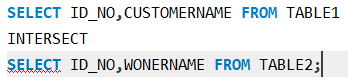 SELECT ID_NO,CUSTOMERNAME FROM TABLE1
INTERSECT
SELECT ID_NO,WONERNAME FROM TABLE2;